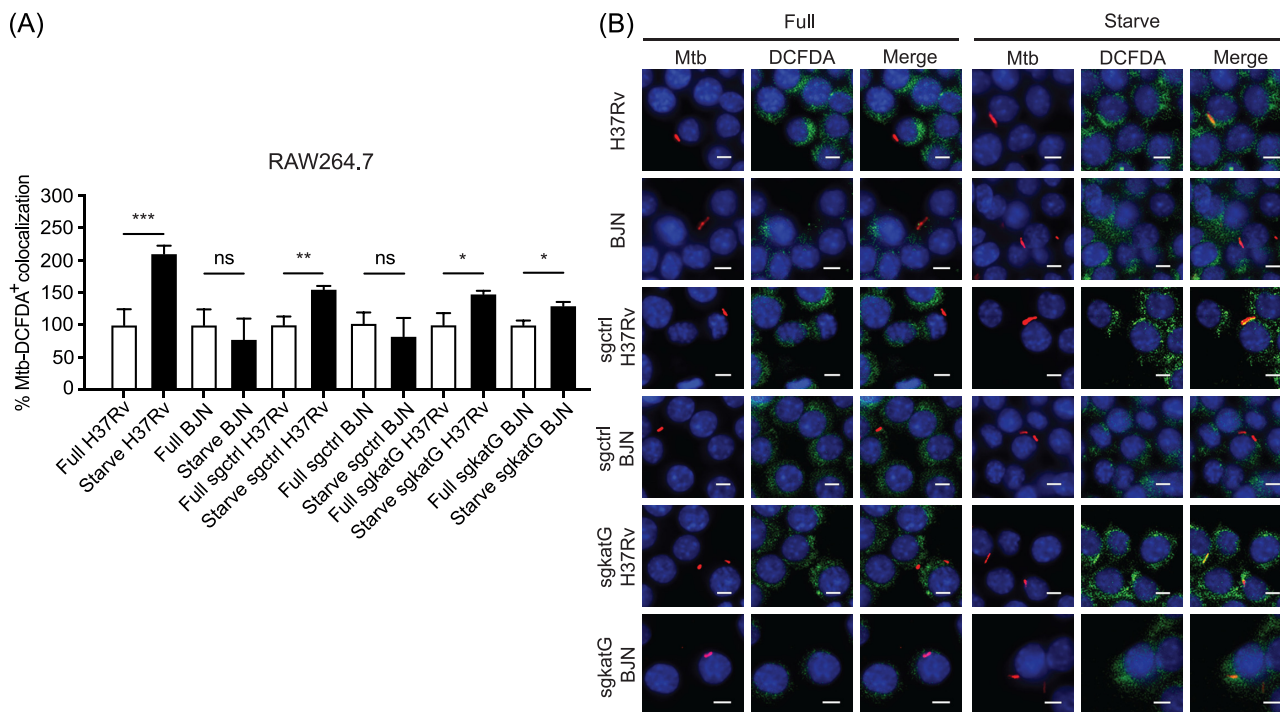 (A)
RAW264.7
% Mtb-DCFDA+ colocalization
300
250
200
150
100
50
0
***
ns
**
ns
*
*
Full H37Rv
Starve H37Rv
Full BJN
Starve BJN
Full sgctrl H37Rv
Starve sgctrl H37Rv
Full sgctrl BJN
Starve sgctrl BJN
Full sgkatG H37Rv
Starve sgkatG H37Rv
Full sgkatG BJN
Starve sgkatG BJN
(B)
Full Starve
Mtb DCFDA Merge Mtb DCFDA Merge
H37Rv
BJN
sgctrl
H37Rv
sgctrl
BJN
sgkatG
H37Rv
sgkatG
BJN